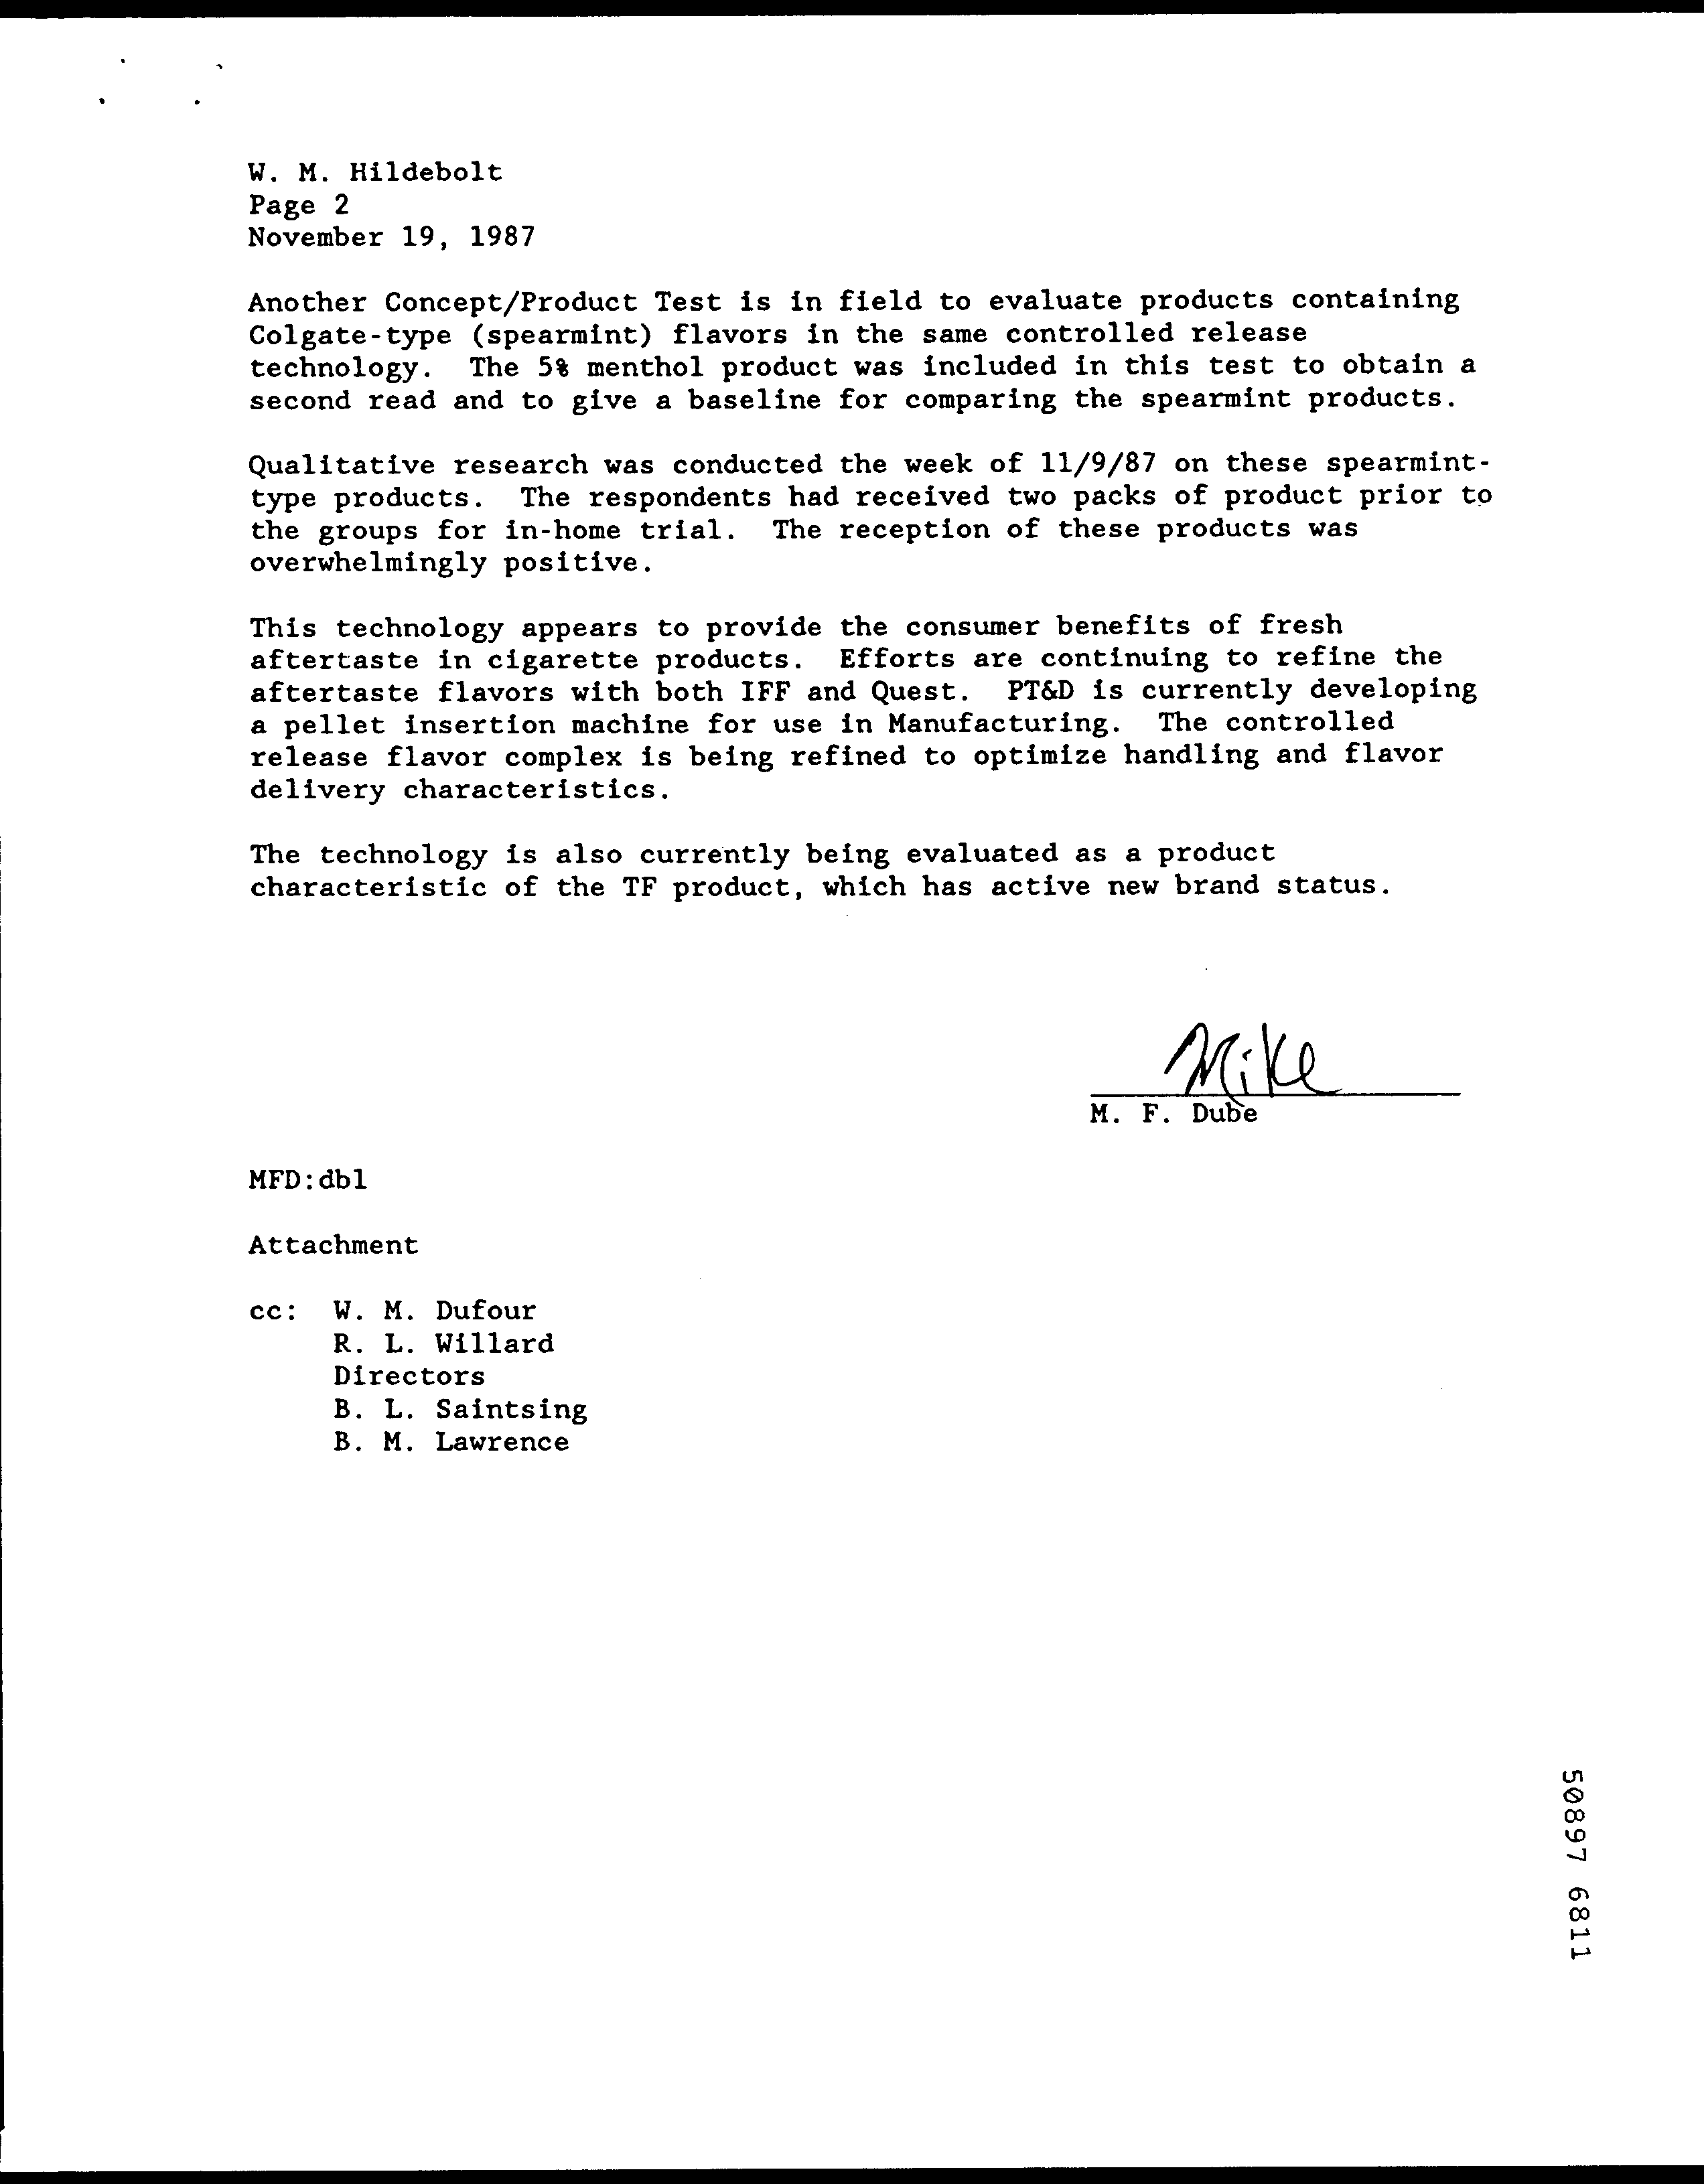 W. M. Hildebolt
Page 2
November 19, 1987
Another Concept/Product Test is in field to evaluate products containing
Colgate-type (spearmint) flavors in the same controlled release
technology. The 5% menthol product was included in this test to obtain a
second read and to give a baseline for comparing the spearmint products.
Qualitative research was conducted the week of 11/9/87 on these spearmint-
type products. The respondents had received two packs of product prior to
the groups for in-home trial. The reception of these products was
overwhelmingly positive.
This technology appears to provide the consumer benefits of fresh
aftertaste in cigarette products. Efforts are continuing to refine the
aftertaste flavors with both IFF and Quest. PT&D is currently developing
a pellet insertion machine for use in Manufacturing. The controlled
release flavor complex is being refined to optimize handling and flavor
delivery characteristics.
The technology is also currently being evaluated as a product
characteristic of the TF product, which has active new brand status.
Mike
M. F. Dube
MFD:dbl
Attachment
cc: W. M. Dufour
R. L. Willard
Directors
B. L. Saintsing
B. M. Lawrence
50897 6811